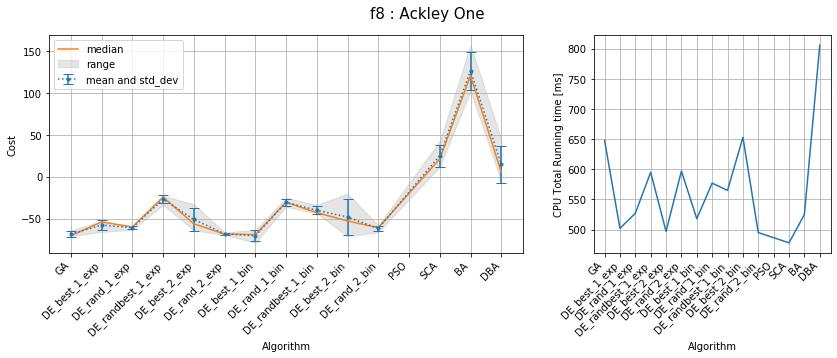 f8 : Ackley One
median
range
mean and std_dev
150
100
50
0
−50
Cost
GA
DE_best_1_exp
DE_rand_1_exp
DE_randbest_1_exp
DE_best_2_exp
DE_rand_2_exp
DE_best_1_bin
DE_rand_1_bin
DE_randbest_1_bin
DE_best_2_bin
DE_rand_2_bin
PSO
SCA
BA
DBA
Algorithm
800
750
700
650
600
550
500
CPU Total Running time [ms]
GA
DE_best_1_exp
DE_rand_1_exp
DE_randbest_1_exp
DE_best_2_exp
DE_rand_2_exp
DE_best_1_bin
DE_rand_1_bin
DE_randbest_1_bin
DE_best_2_bin
DE_rand_2_bin
PSO
SCA
BA
DBA
Algorithm